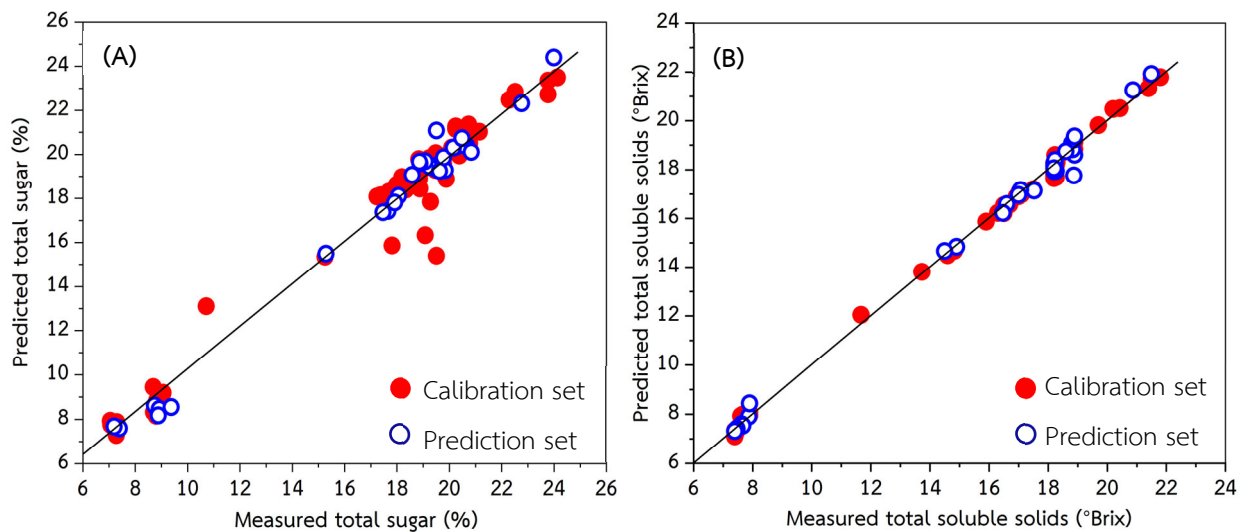 (A)
Predicted total sugar (%)
26
24
22
20
18
16
14
12
10
8
6
Calibration set
Prediction set
6 8 10 12 14 16 18 20 22 24 26
Measured total sugar (%)
(B)
Predicted total soluble solids (°Brix)
24
22
20
18
16
14
12
10
8
6
Calibration set
Prediction set
6 8 10 12 14 16 18 20 22 24
Measured total soluble solids (°Brix)